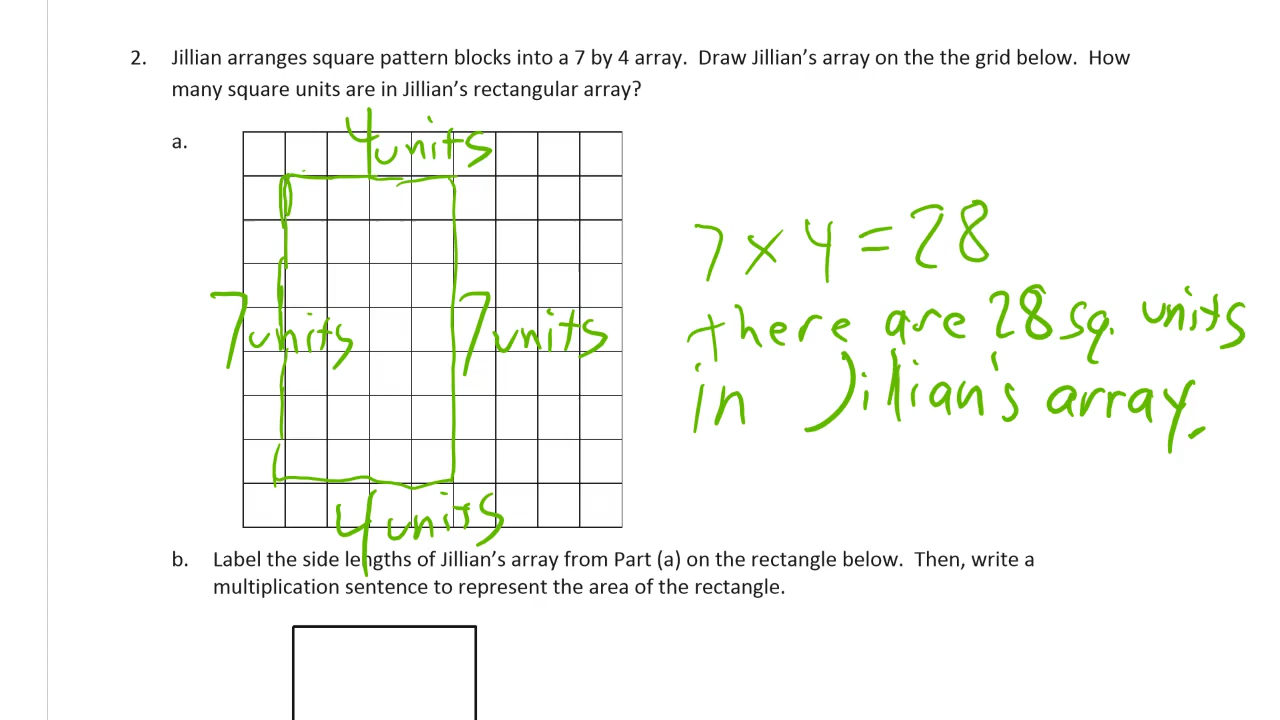 2. Jillian arranges square pattern blocks into a 7 by 4 array. Draw Jillian's array on the the grid below. How
many square units are in Jillian's rectangular array?
a.
4 units
7 units
7 units
4 units
7 x 4 = 28
there are 28 sq. units
in Jillian's array.
b. Label the side lengths of Jillian's array from Part (a) on the rectangle below. Then, write a
multiplication sentence to represent the area of the rectangle.